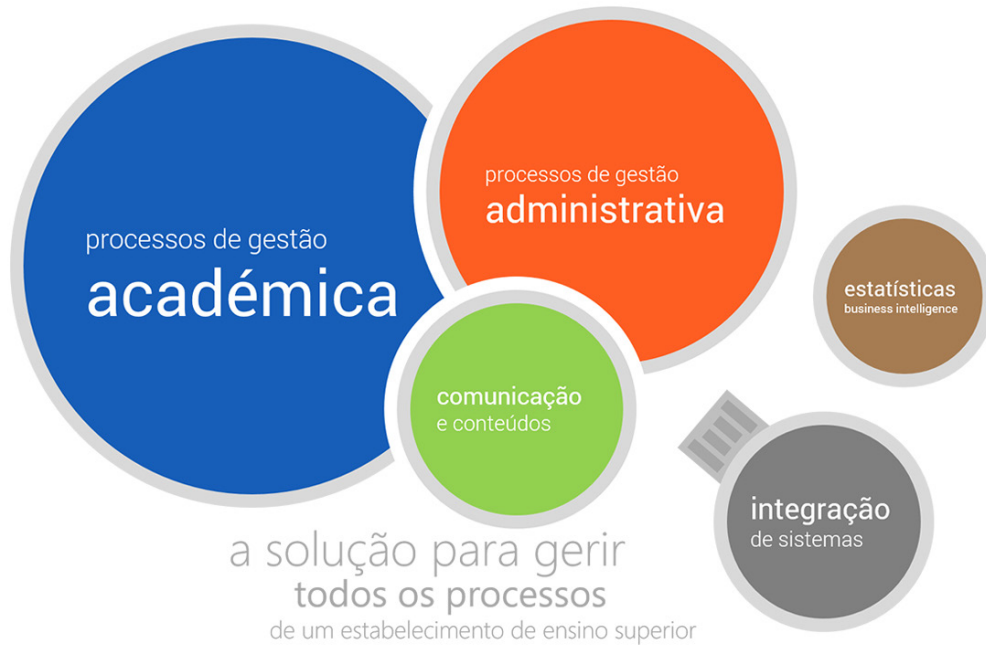 processos de gestão
académica
processos de gestão
administrativa
estatísticas
business intelligence
comunicação
e conteúdos
integração
de sistemas
a solução para gerir
todos os processos
de um estabelecimento de ensino superior